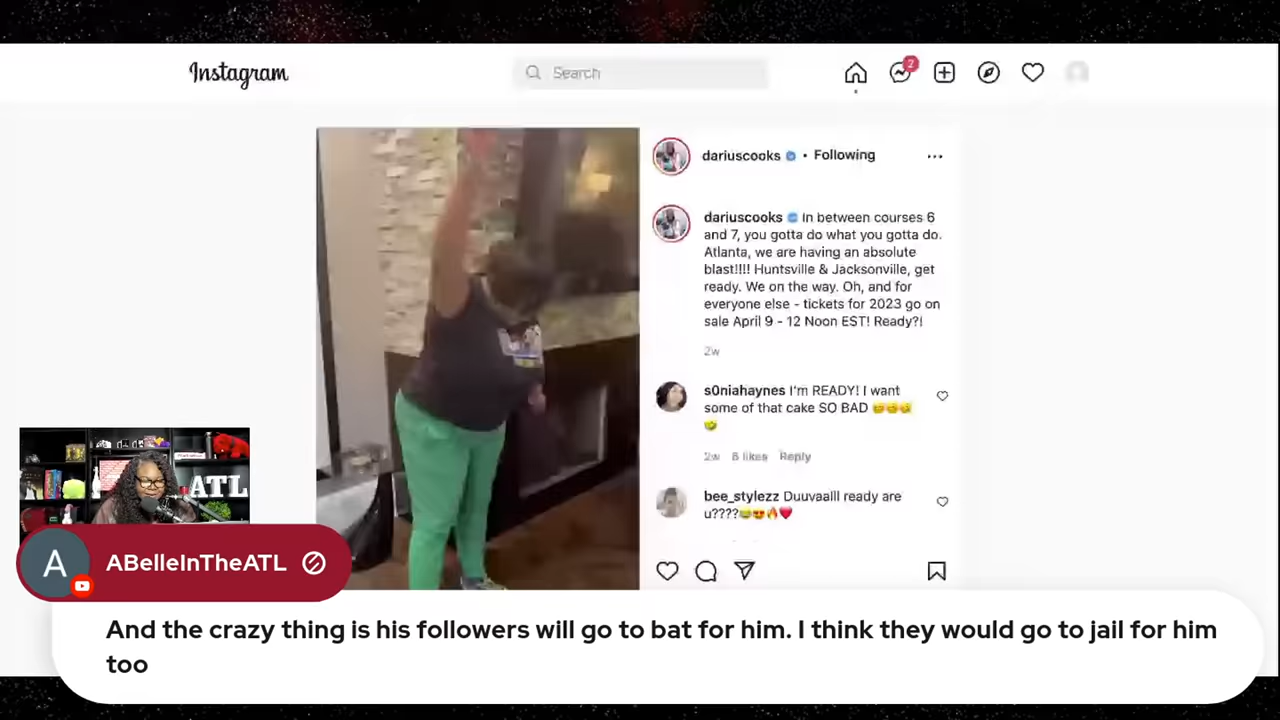 Instagram
Search
2
dariuscooks • Following
dariuscooks In between courses 6
and 7, you gotta do what you gotta do.
Atlanta, we are having an absolute
blast!!!! Huntsville & Jacksonville, get
ready. We on the way. Oh, and for
everyone else - tickets for 2023 go on
sale April 9 - 12 Noon EST! Ready?!
2w
s0niahaynes I'm READY! I want
some of that cake SO BAD
2w 6 likes Reply
bee_stylezz Duuvaalll ready are
u????
ATL
A
ABelleInTheATL
And the crazy thing is his followers will go to bat for him. I think they would go to jail for him
too